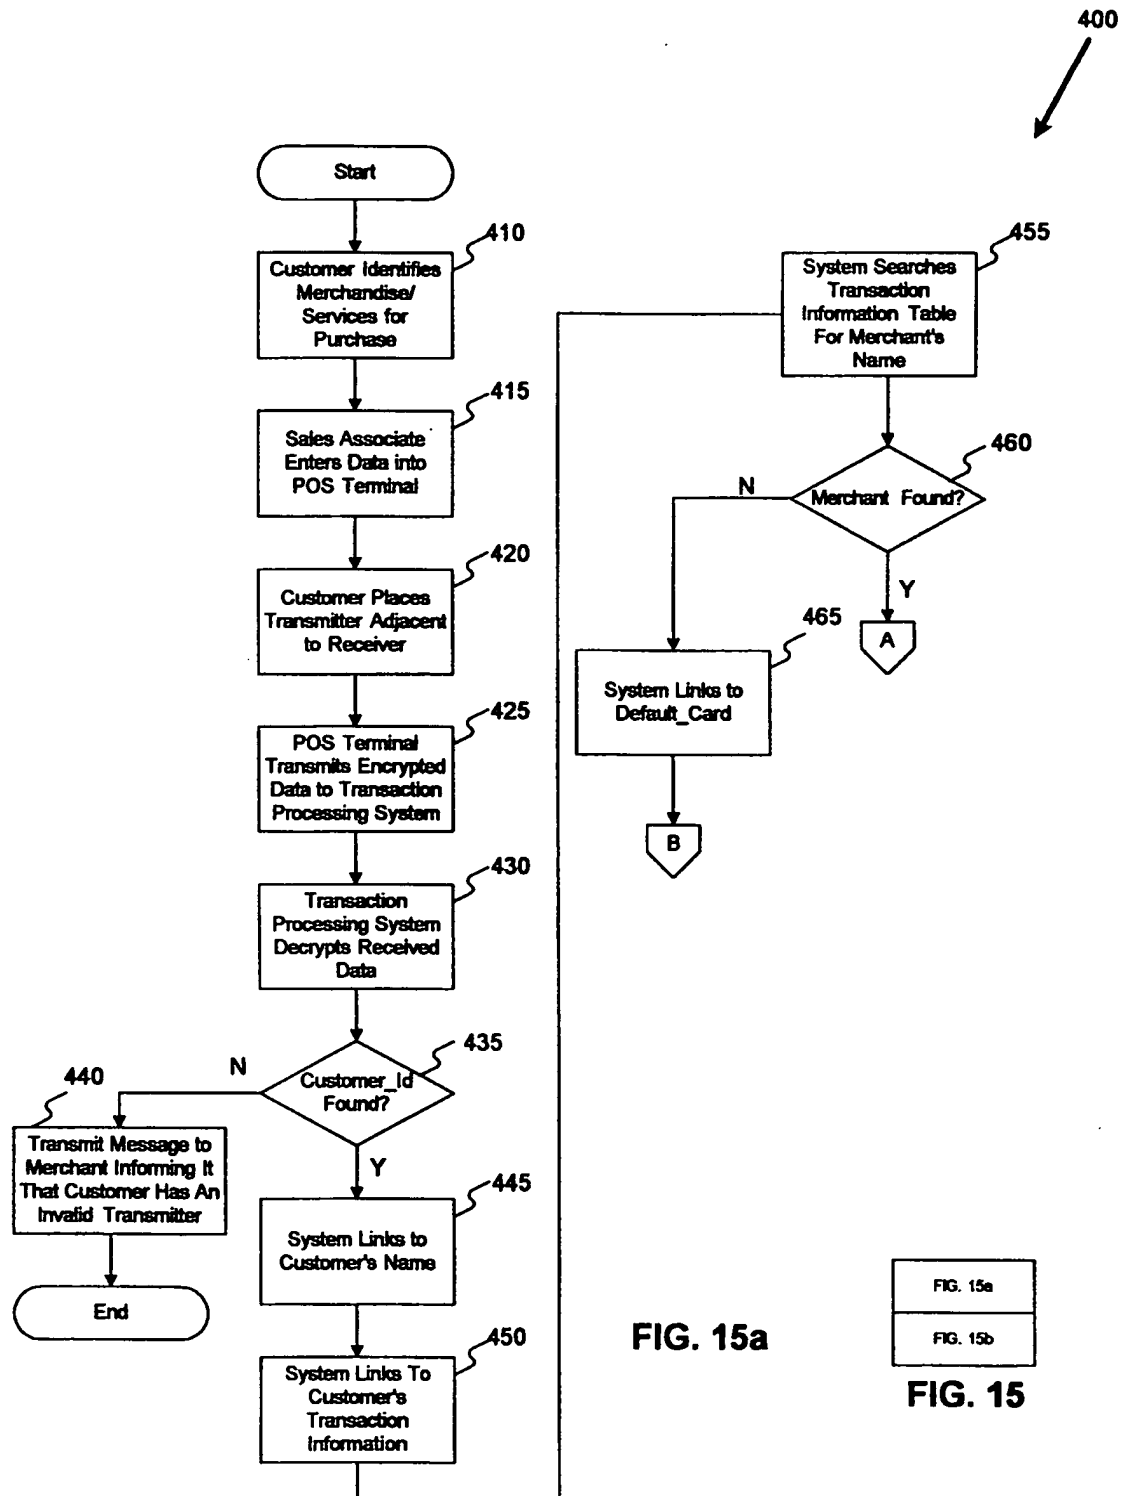 400
Start
410
Customer Identifies
Merchandise/
Services for
Purchase
415
Sales Associate
Enters Data into
POS Terminal
420
Customer Places
Transmitter Adjacent
to Receiver
425
POS Terminal
Transmits Encrypted
Data to Transaction
Processing System
430
Transaction
Processing System
Decrypts Received
Data
435
Customer_Id
Found?
N
440
Transmit Message to
Merchant Informing It
That Customer Has An
Invalid Transmitter
End
Y
445
System Links to
Customer's Name
450
System Links To
Customer's
Transaction
Information
455
System Searches
Transaction
Information Table
For Merchant's
Name
460
Merchant Found?
N
Y
A
465
System Links to
Default_Card
B
FIG. 15a
FIG. 15a
FIG. 15b
FIG. 15